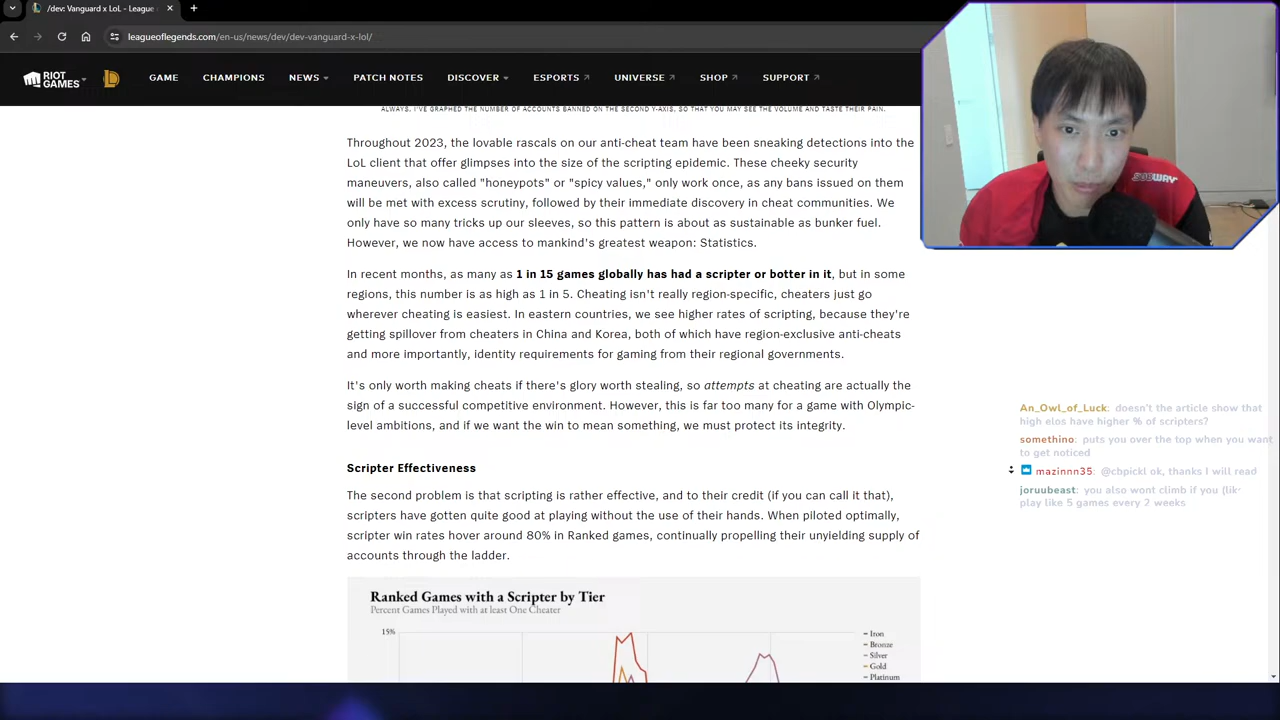 /dev: Vanguard x LoL - League
leagueoflegends.com/en-us/news/dev/dev-vanguard-x-lol/
RIOT GAMES
GAME CHAMPIONS NEWS PATCH NOTES DISCOVER ESPORTS UNIVERSE SHOP SUPPORT
ALWAYS. I'VE GRAPHED THE NUMBER OF ACCOUNTS BANNED ON THE SECOND Y-AXIS, SO THAT YOU MAY SEE THE VOLUME AND TASTE THEIR PAIN.
Throughout 2023, the lovable rascals on our anti-cheat team have been sneaking detections into the
LoL client that offer glimpses into the size of the scripting epidemic. These cheeky security
maneuvers, also called "honeypots" or "spicy values," only work once, as any bans issued on them
will be met with excess scrutiny, followed by their immediate discovery in cheat communities. We
only have so many tricks up our sleeves, so this pattern is about as sustainable as bunker fuel.
However, we now have access to mankind's greatest weapon: Statistics.
In recent months, as many as 1 in 15 games globally has had a scripter or botter in it, but in some
regions, this number is as high as 1 in 5. Cheating isn't really region-specific, cheaters just go
wherever cheating is easiest. In eastern countries, we see higher rates of scripting, because they're
getting spillover from cheaters in China and Korea, both of which have region-exclusive anti-cheats
and more importantly, identity requirements for gaming from their regional governments.
It's only worth making cheats if there's glory worth stealing, so attempts at cheating are actually the
sign of a successful competitive environment. However, this is far too many for a game with Olympic-
level ambitions, and if we want the win to mean something, we must protect its integrity.
Scripter Effectiveness
The second problem is that scripting is rather effective, and to their credit (if you can call it that),
scripters have gotten quite good at playing without the use of their hands. When piloted optimally,
scripter win rates hover around 80% in Ranked games, continually propelling their unyielding supply of
accounts through the ladder.
Ranked Games with a Scripter by Tier
Percent Games Played with at least One Cheater
15%
Iron
Bronze
Silver
Gold
Platinum
SUBWAY
An_Owl_of_Luck: doesn't the article show that
high elos have higher % of scripters?
somethino: puts you over the top when you want
to get noticed
mazinnn35: @cbpickl ok, thanks I will read
joruubeast: you also wont climb if you (lik
play like 5 games every 2 weeks